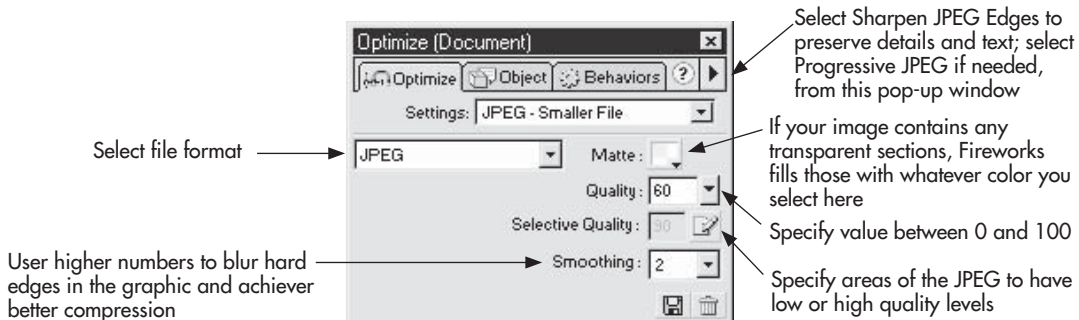 Select Sharpen JPEG Edges to
preserve details and text; select
Progressive JPEG if needed,
from this pop-up window
Optimize (Document)
Optimize
Object
Behaviors
?
Settings: JPEG - Smaller File
Select file format
JPEG
Matte:
If your image contains any
transparent sections, Fireworks
fills those with whatever color you
select here
Quality: 60
Specify value between 0 and 100
Selective Quality: 90
Specify areas of the JPEG to have
low or high quality levels
User higher numbers to blur hard
edges in the graphic and achiever
better compression
Smoothing: 2